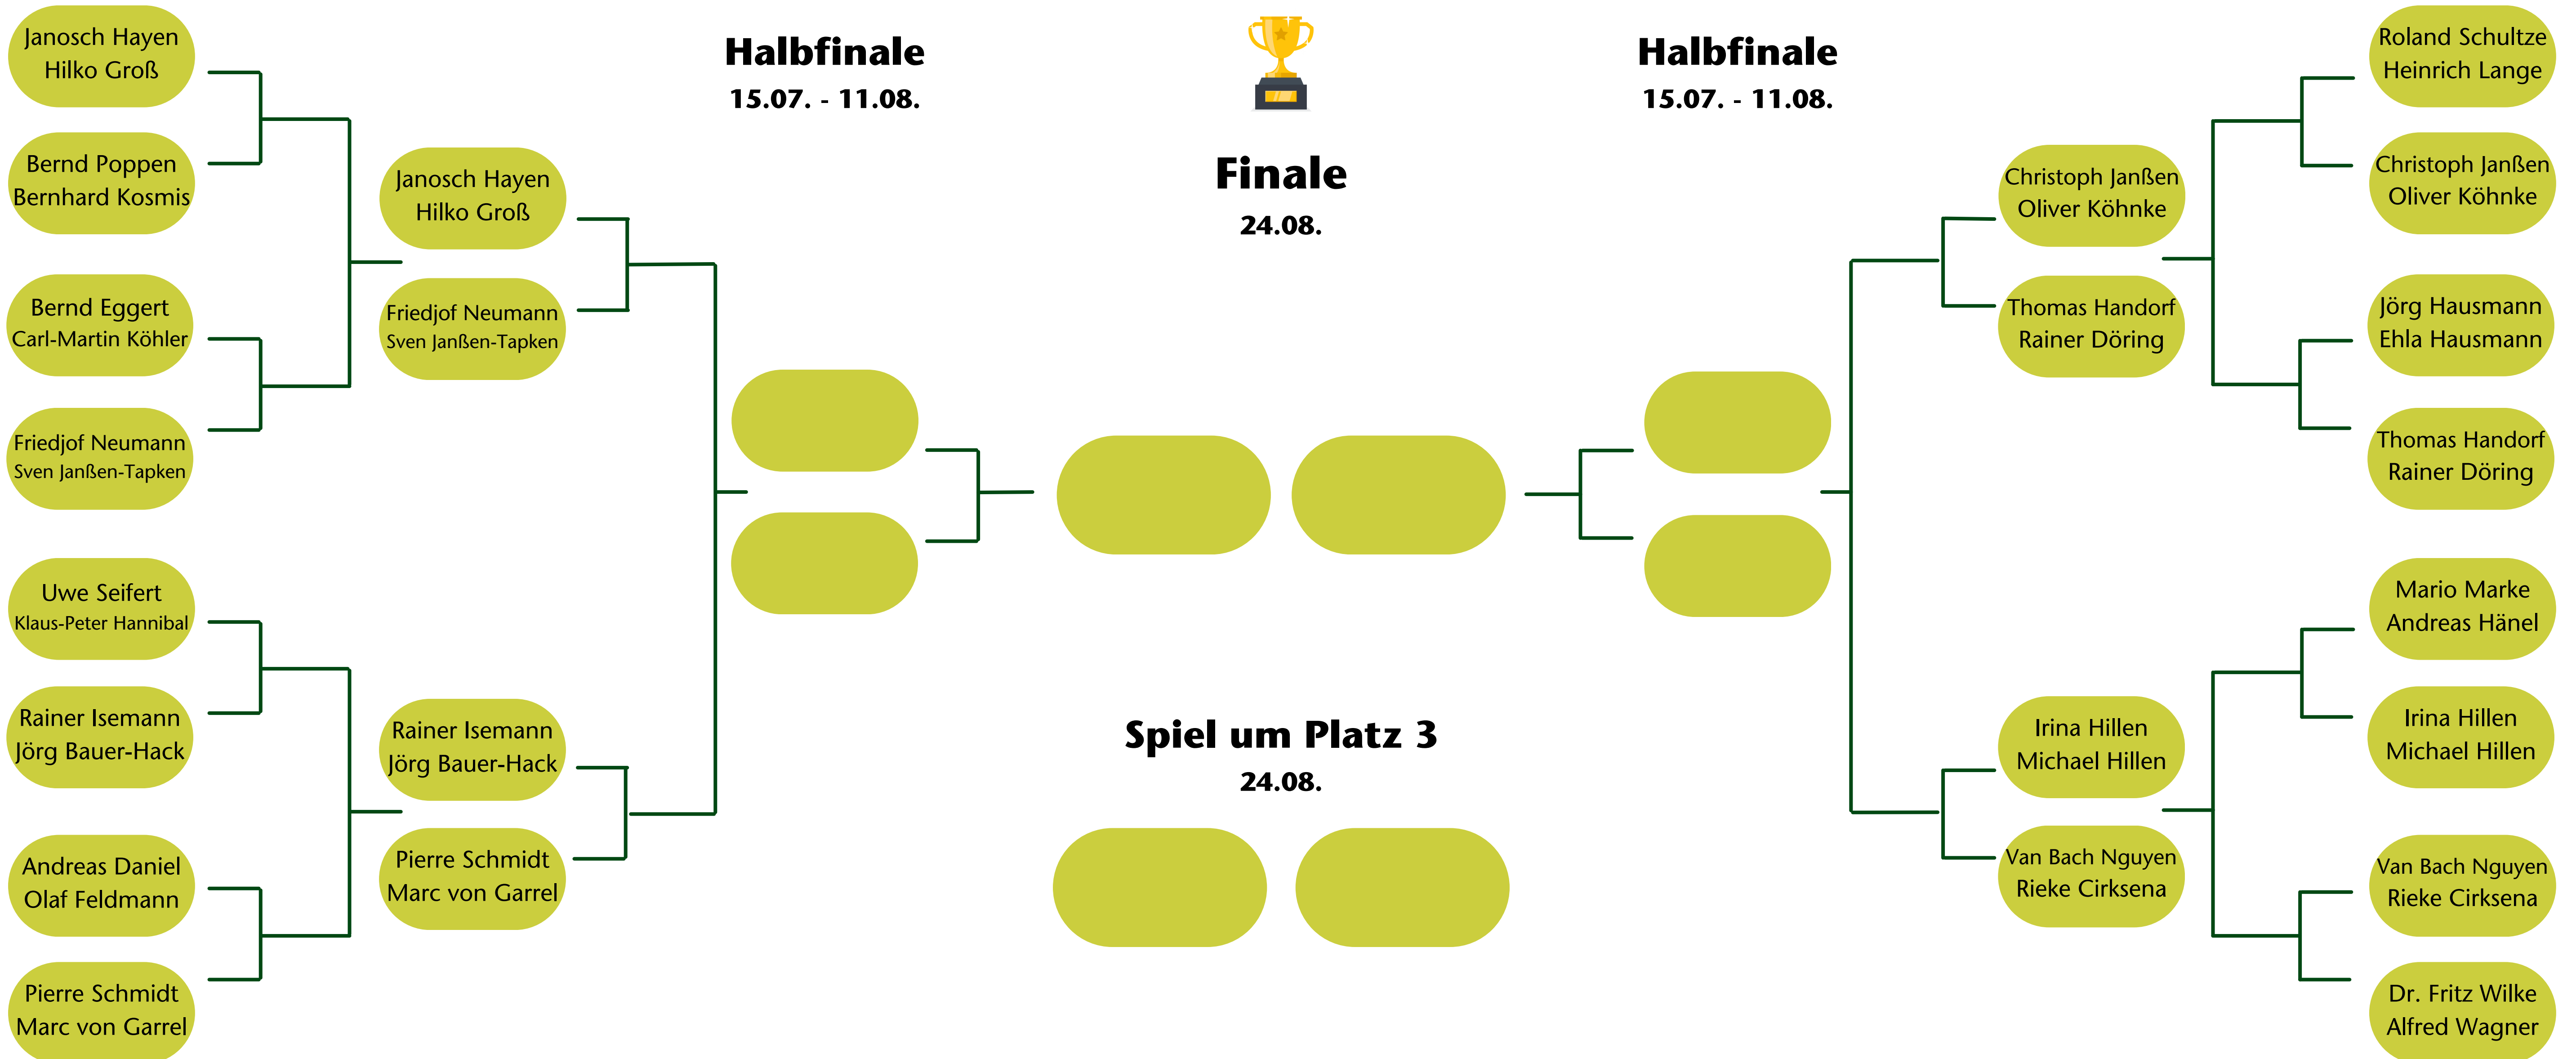 Janosch Hayen
Hilko Groß
Bernd Poppen
Bernhard Kosmis
Bernd Eggert
Carl-Martin Köhler
Friedjof Neumann
Sven Janßen-Tapken
Uwe Seifert
Klaus-Peter Hannibal
Rainer Isemann
Jörg Bauer-Hack
Andreas Daniel
Olaf Feldmann
Pierre Schmidt
Marc von Garrel
Janosch Hayen
Hilko Groß
Friedjof Neumann
Sven Janßen-Tapken
Rainer Isemann
Jörg Bauer-Hack
Pierre Schmidt
Marc von Garrel
Halbfinale
15.07. - 11.08.
Finale
24.08.
Spiel um Platz 3
24.08.
Halbfinale
15.07. - 11.08.
Christoph Janßen
Oliver Köhnke
Thomas Handorf
Rainer Döring
Irina Hillen
Michael Hillen
Van Bach Nguyen
Rieke Cirksena
Roland Schultze
Heinrich Lange
Christoph Janßen
Oliver Köhnke
Jörg Hausmann
Ehla Hausmann
Thomas Handorf
Rainer Döring
Mario Marke
Andreas Hänel
Irina Hillen
Michael Hillen
Van Bach Nguyen
Rieke Cirksena
Dr. Fritz Wilke
Alfred Wagner